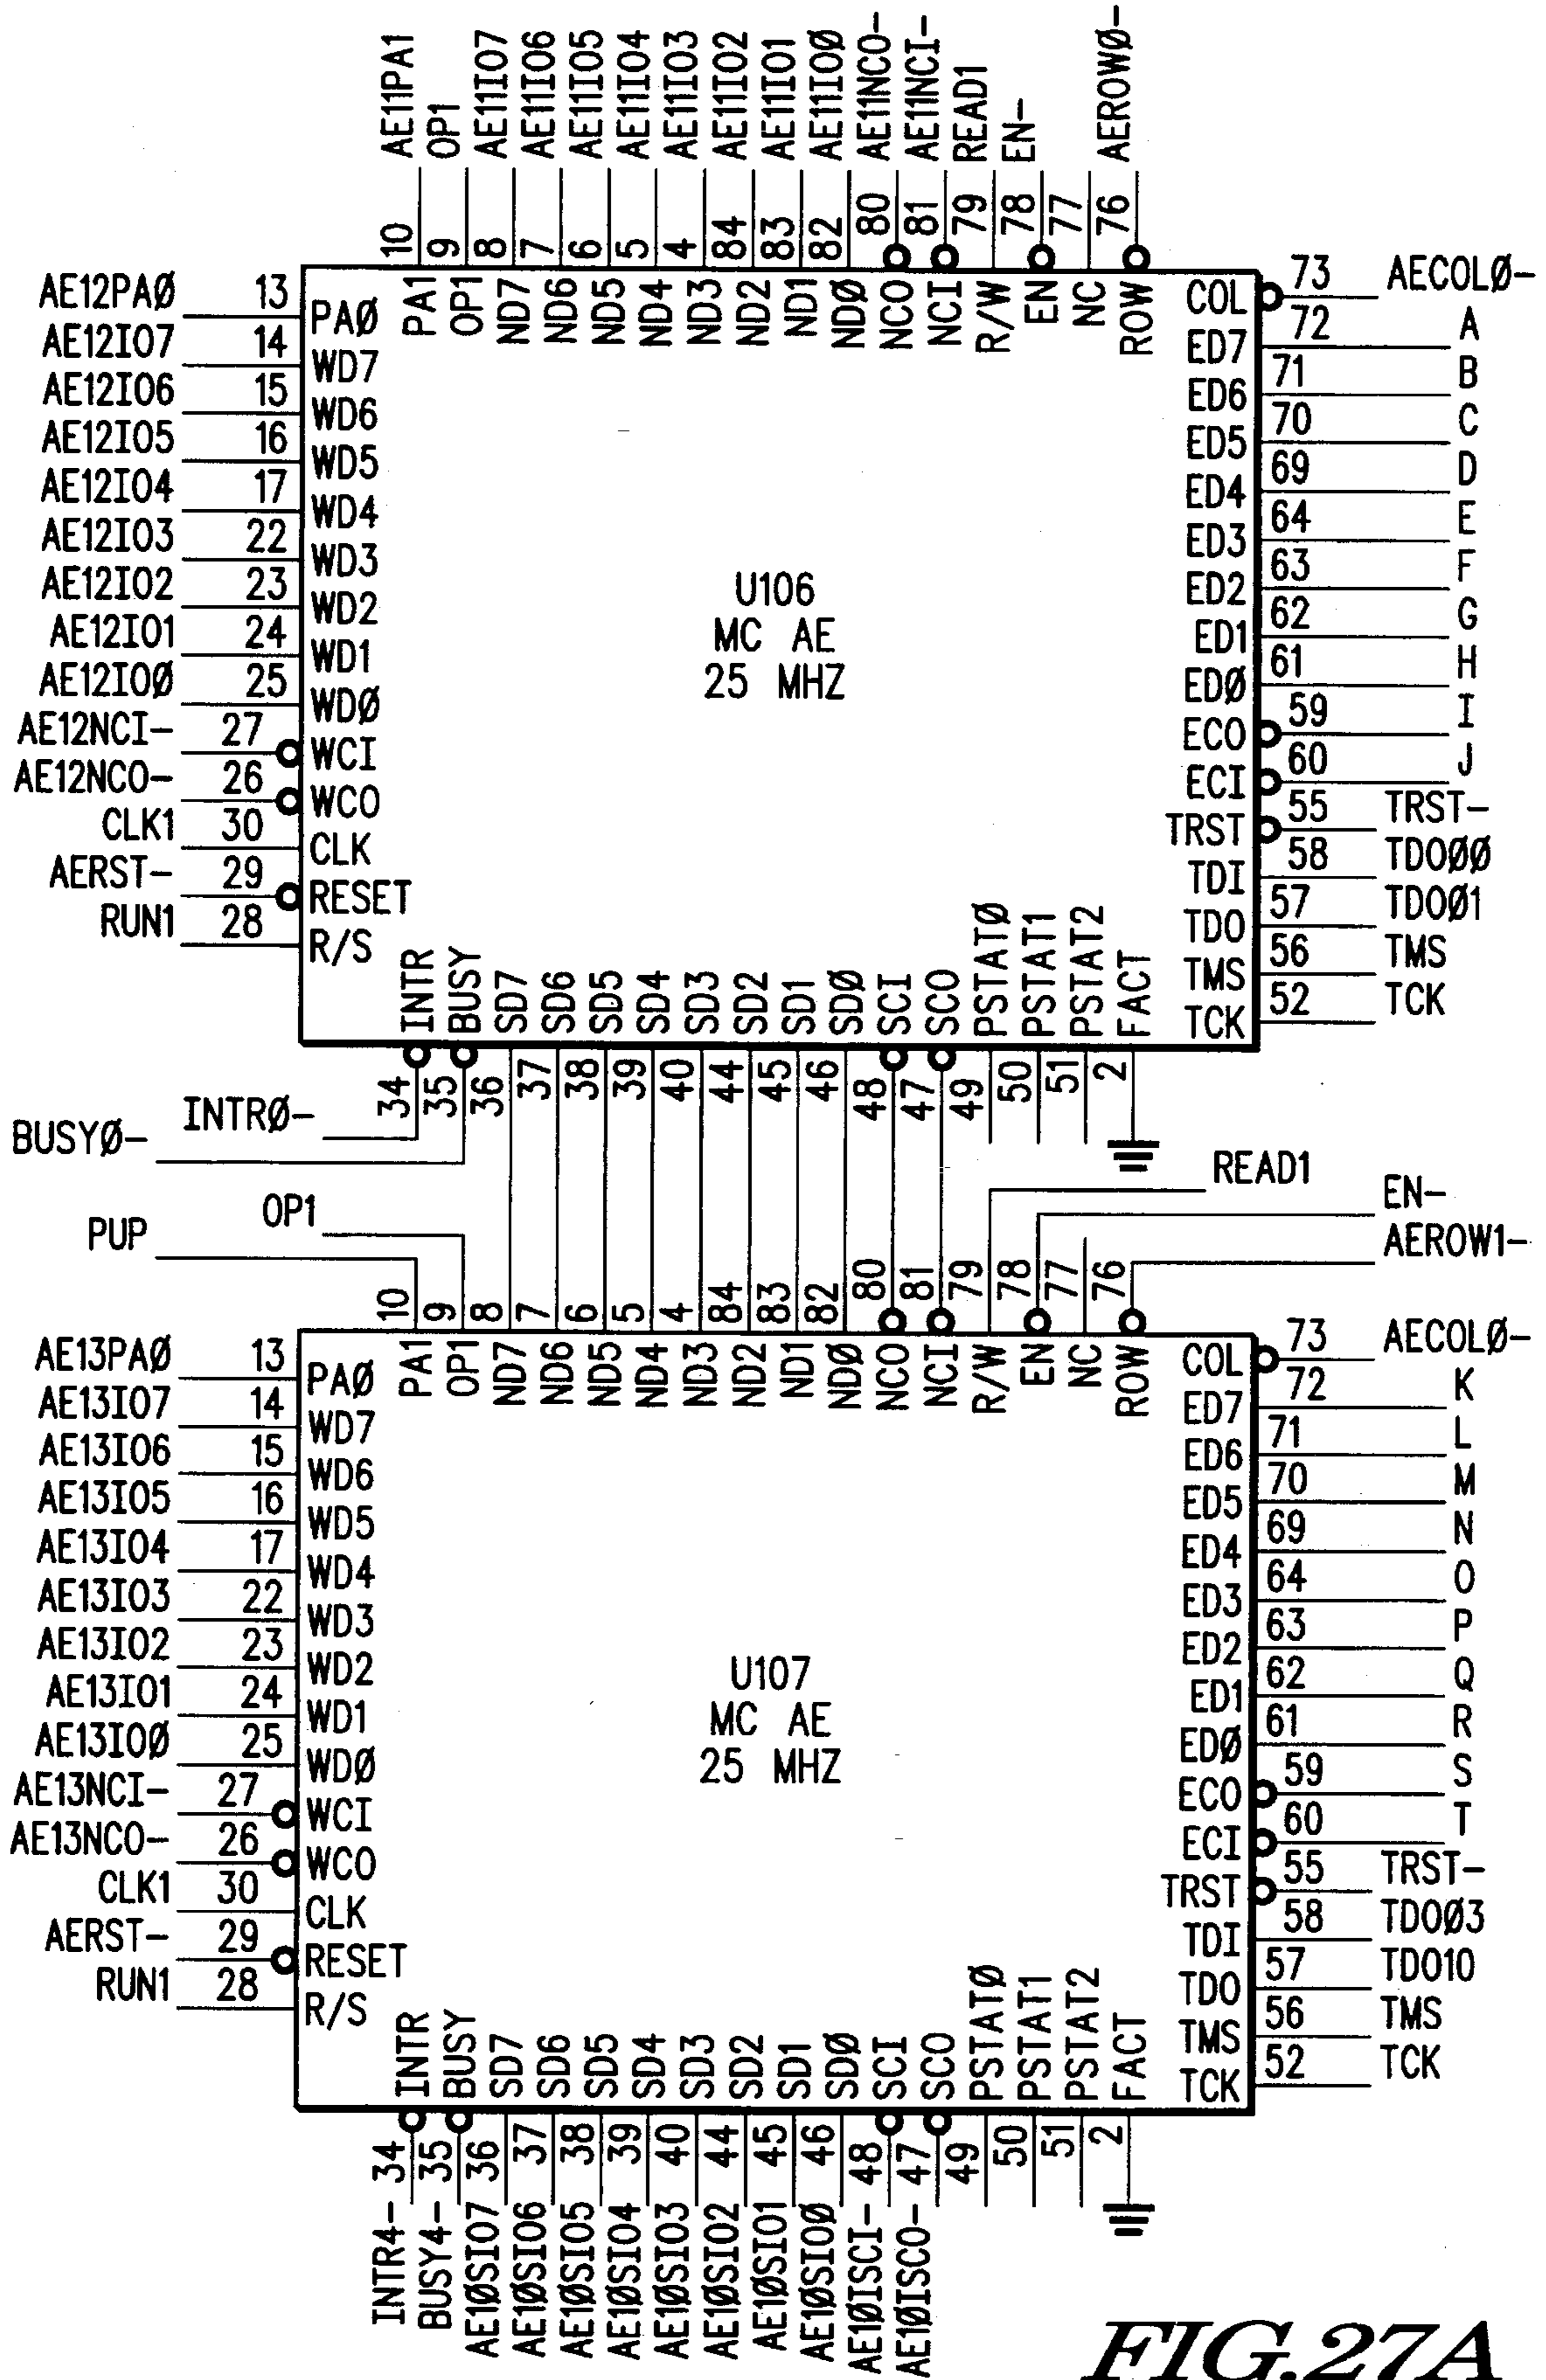 AE11PA1
OP1
AE11IO7
AE11IO6
AE11IO5
AE11IO4
AE11IO3
AE11IO2
AE11IO1
AE11IOØ
AE11NCO-
AE11NCI-
READ1
EN-
AEROWØ-
10 9 8 7 6 5 4 84 83 82 80 81 79 78 77 76
PA1 OP1 ND7 ND6 ND5 ND4 ND3 ND2 ND1 NDØ NCO NCI R/W EN NC ROW
AE12PAØ 13 PAØ
AE12IO7 14 WD7
AE12IO6 15 WD6
AE12IO5 16 WD5
AE12IO4 17 WD4
AE12IO3 22 WD3
AE12IO2 23 WD2
AE12IO1 24 WD1
AE12IOØ 25 WDØ
AE12NCI- 27 WCI
AE12NCO- 26 WCO
CLK1 30 CLK
AERST- 29 RESET
RUN1 28 R/S
U106
MC AE
25 MHZ
COL 73 AECOLØ-
ED7 72 A
ED6 71 B
ED5 70 C
ED4 69 D
ED3 64 E
ED2 63 F
ED1 62 G
EDØ 61 H
ECO 59 I
ECI 60 J
TRST 55 TRST-
TDI 58 TDOØØ
TDO 57 TDOØ1
TMS 56 TMS
TCK 52 TCK
INTR BUSY SD7 SD6 SD5 SD4 SD3 SD2 SD1 SDØ SCI SCO PSTATØ PSTAT1 PSTAT2 FACT
34 35 36 37 38 39 40 44 45 46 48 47 49 50 51 2
INTRØ-
BUSYØ-
READ1
EN-
AEROW1-
OP1
PUP
10 9 8 7 6 5 4 84 83 82 80 81 79 78 77 76
PA1 OP1 ND7 ND6 ND5 ND4 ND3 ND2 ND1 NDØ NCO NCI R/W EN NC ROW
AE13PAØ 13 PAØ
AE13IO7 14 WD7
AE13IO6 15 WD6
AE13IO5 16 WD5
AE13IO4 17 WD4
AE13IO3 22 WD3
AE13IO2 23 WD2
AE13IO1 24 WD1
AE13IOØ 25 WDØ
AE13NCI- 27 WCI
AE13NCO- 26 WCO
CLK1 30 CLK
AERST- 29 RESET
RUN1 28 R/S
U107
MC AE
25 MHZ
COL 73 AECOLØ-
ED7 72 K
ED6 71 L
ED5 70 M
ED4 69 N
ED3 64 O
ED2 63 P
ED1 62 Q
EDØ 61 R
ECO 59 S
ECI 60 T
TRST 55 TRST-
TDI 58 TDOØ3
TDO 57 TDO10
TMS 56 TMS
TCK 52 TCK
INTR BUSY SD7 SD6 SD5 SD4 SD3 SD2 SD1 SDØ SCI SCO PSTATØ PSTAT1 PSTAT2 FACT
34 35 36 37 38 39 40 44 45 46 48 47 49 50 51 2
INTR4-
BUSY4-
AE1ØSIO7
AE1ØSIO6
AE1ØSIO5
AE1ØSIO4
AE1ØSIO3
AE1ØSIO2
AE1ØSIO1
AE1ØSIOØ
AE1ØISCI-
AE1ØISCO-
FIG.27A